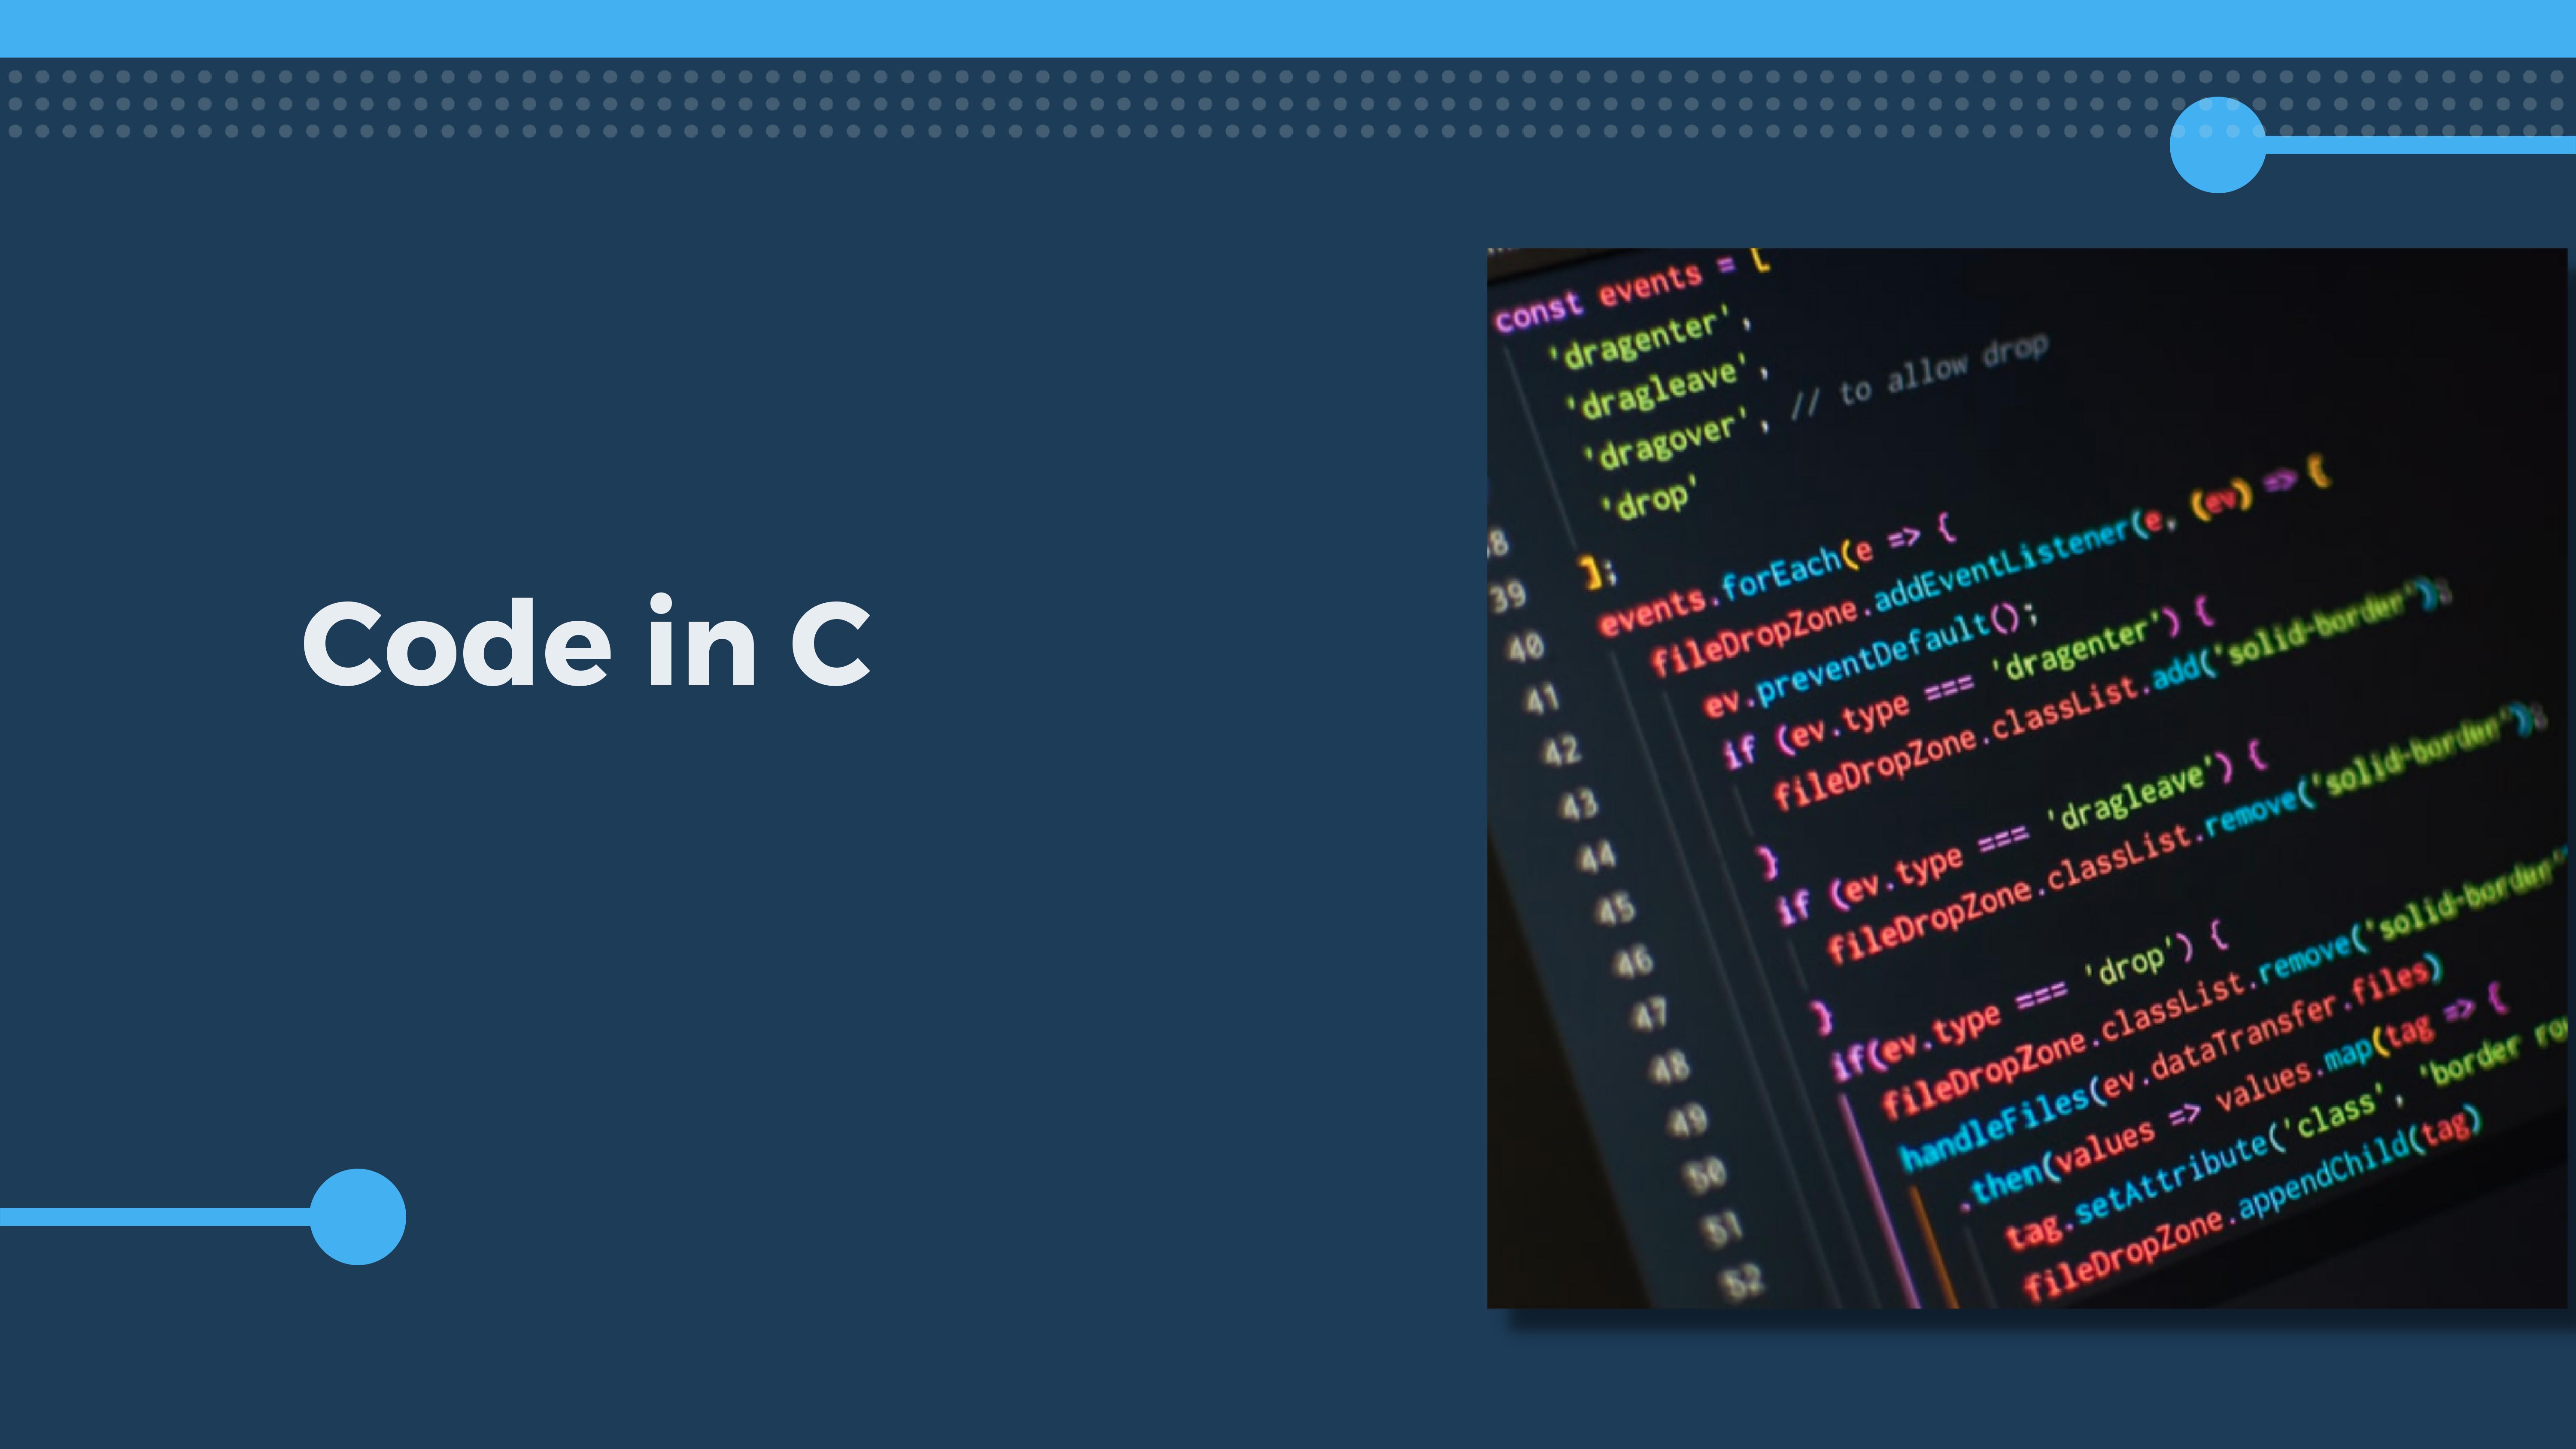 Code in C
const events = [
'dragenter',
'dragleave',
'dragover', // to allow drop
'drop'
];
events.forEach(e => {
fileDropZone.addEventListener(e, (ev) => {
ev.preventDefault();
if (ev.type === 'dragenter') {
fileDropZone.classList.add('solid-border');
}
if (ev.type === 'dragleave') {
fileDropZone.classList.remove('solid-border');
}
if(ev.type === 'drop') {
fileDropZone.classList.remove('solid-border'
handleFiles(ev.dataTransfer.files)
.then(values => values.map(tag => {
tag.setAttribute('class', 'border
fileDropZone.appendChild(tag)
39
40
41
42
43
44
45
46
47
48
49
50
51
52